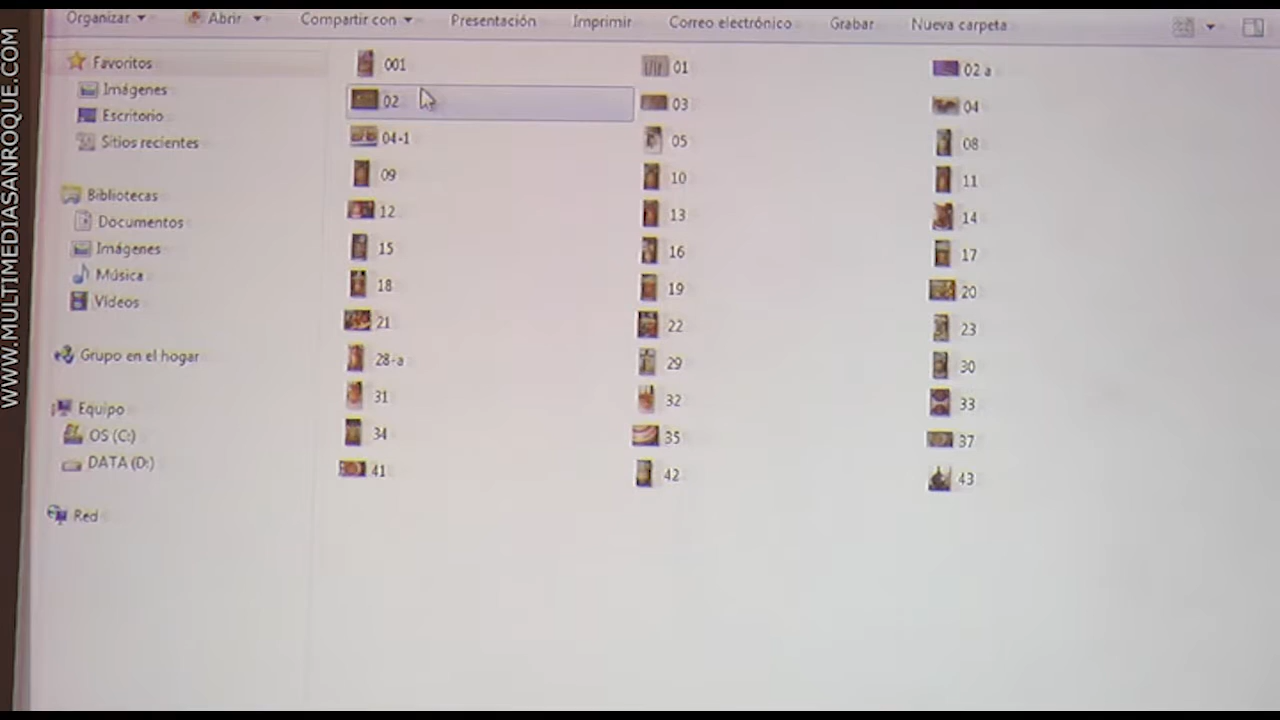 Organizar Abrir Compartir con Presentación Imprimir Correo electrónico Grabar Nueva carpeta
Favoritos
Imágenes
Escritorio
Sitios recientes
Bibliotecas
Documentos
Imágenes
Música
Vídeos
Grupo en el hogar
Equipo
OS (C:)
DATA (D:)
Red
001 01 02 a
02 03 04
04-1 05 08
09 10 11
12 13 14
15 16 17
18 19 20
21 22 23
28-a 29 30
31 32 33
34 35 37
41 42 43
WWW.MULTIMEDIASANROQUE.COM